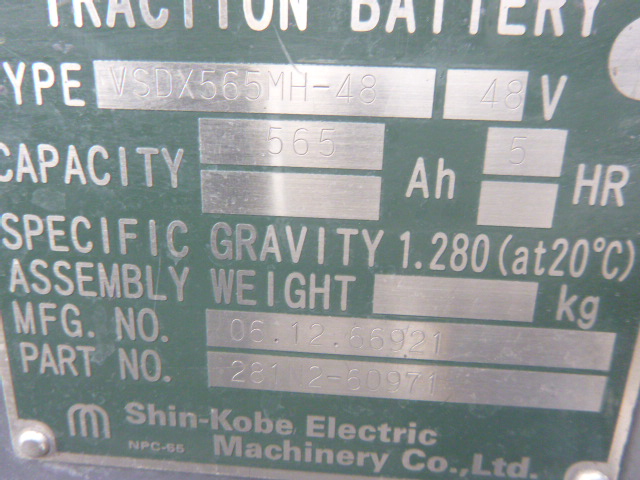 TRACTION BATTERY
TYPE VSDX565MH-48 48 V
CAPACITY 565 Ah 5 HR
SPECIFIC GRAVITY 1.280 (at20°C)
ASSEMBLY WEIGHT kg
MFG. NO. 06.12.66921
PART NO.
Shin-Kobe Electric
NPC-65 Machinery Co.,Ltd.